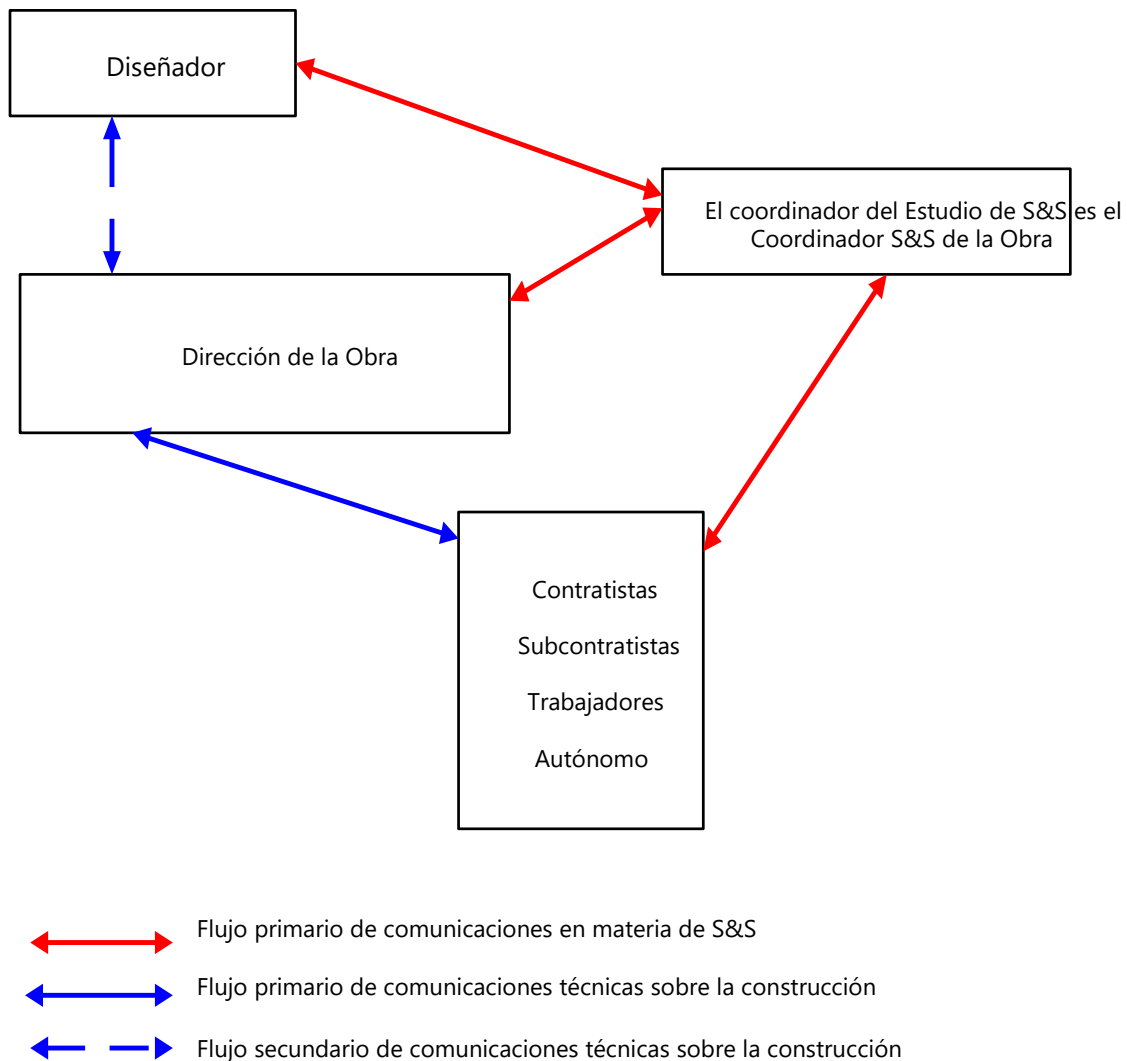 Diseñador
El coordinador del Estudio de S&S es el
Coordinador S&S de la Obra
Dirección de la Obra
Contratistas
Subcontratistas
Trabajadores
Autónomo
Flujo primario de comunicaciones en materia de S&S
Flujo primario de comunicaciones técnicas sobre la construcción
Flujo secundario de comunicaciones técnicas sobre la construcción